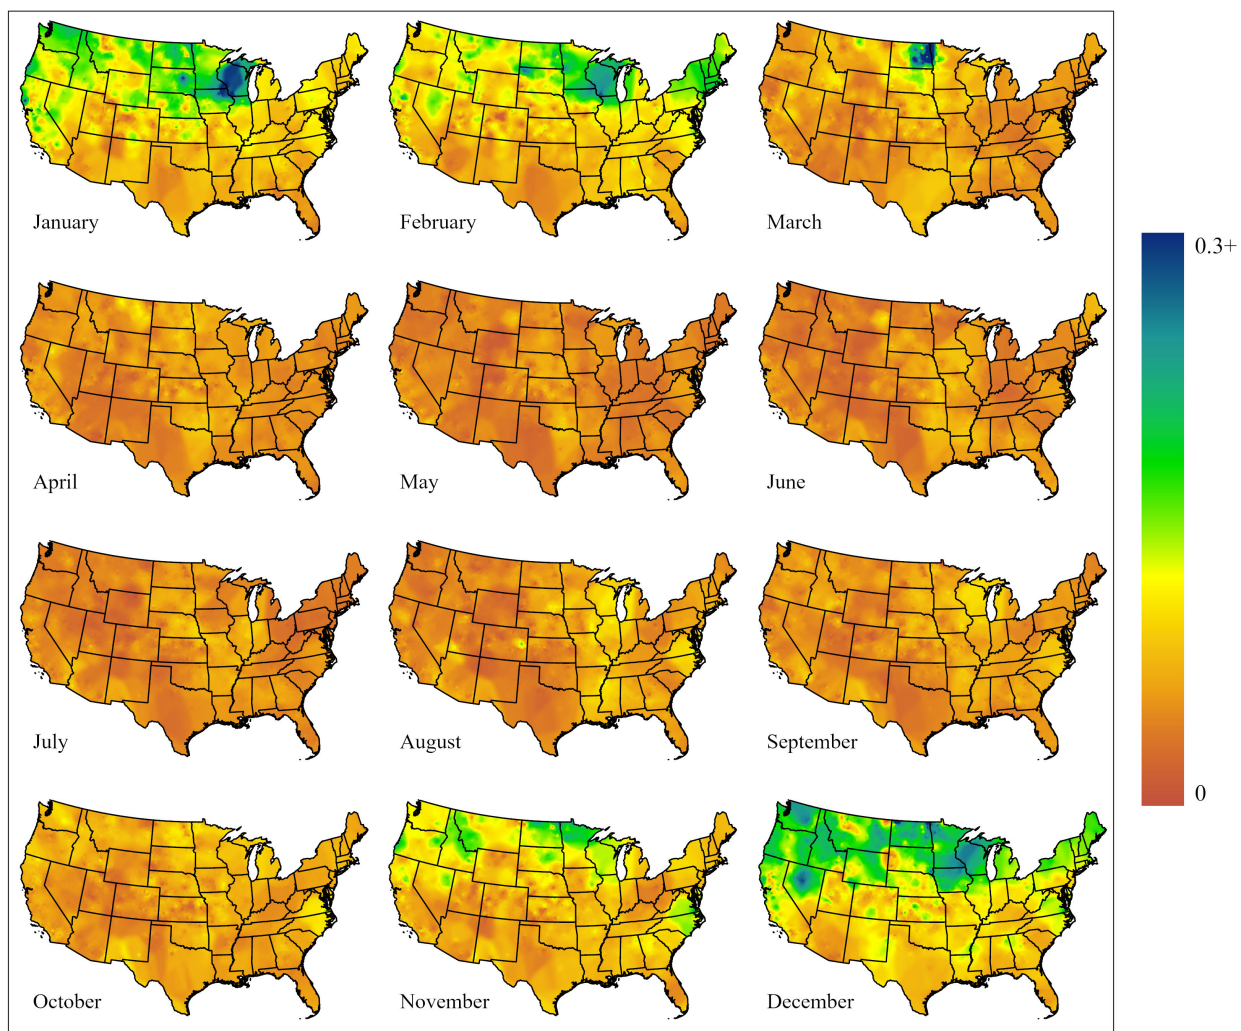 January
February
March
0.3+
April
May
June
July
August
September
0
October
November
December